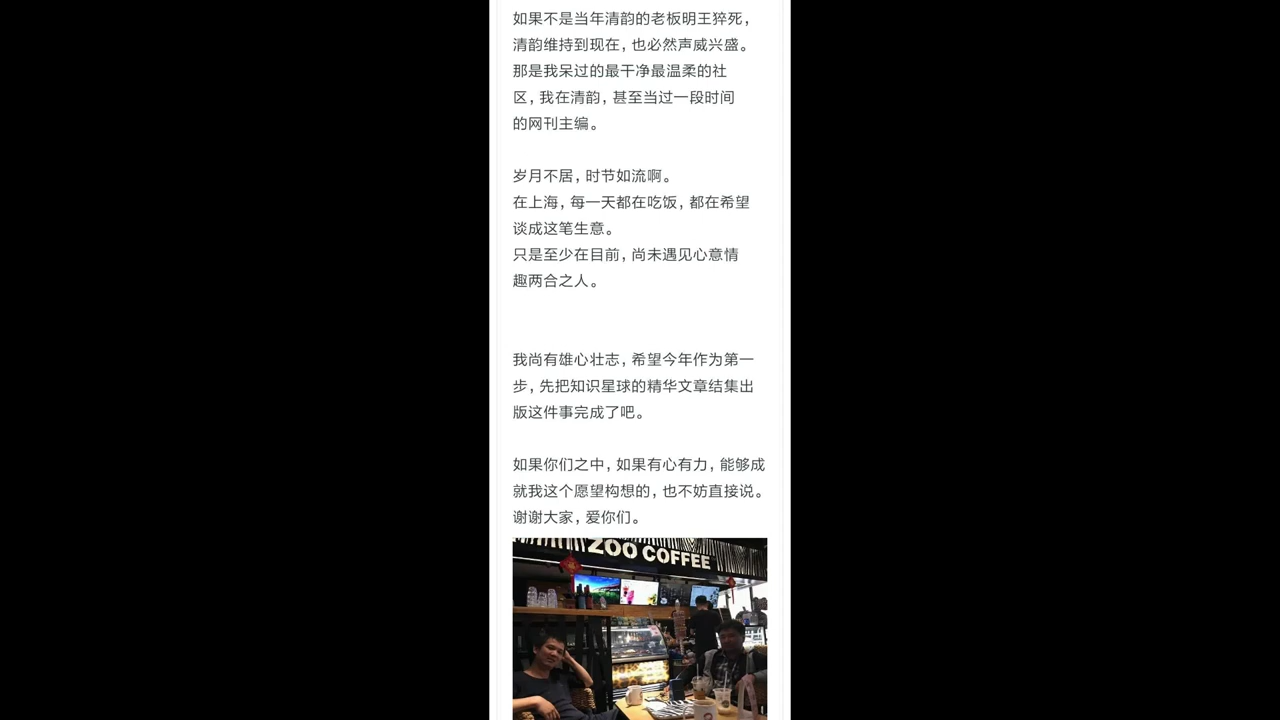 如果不是当年清韵的老板明王猝死，
清韵维持到现在，也必然声威兴盛。
那是我呆过的最干净最温柔的社
区，我在清韵，甚至当过一段时间
的网刊主编。
岁月不居，时节如流啊。
在上海，每一天都在吃饭，都在希望
谈成这笔生意。
只是至少在目前，尚未遇见心意情
趣两合之人。
我尚有雄心壮志，希望今年作为第一
步，先把知识星球的精华文章结集出
版这件事完成了吧。
如果你们之中，如果有心有力，能够成
就我这个愿望构想的，也不妨直接说。
谢谢大家，爱你们。
ZOO COFFEE